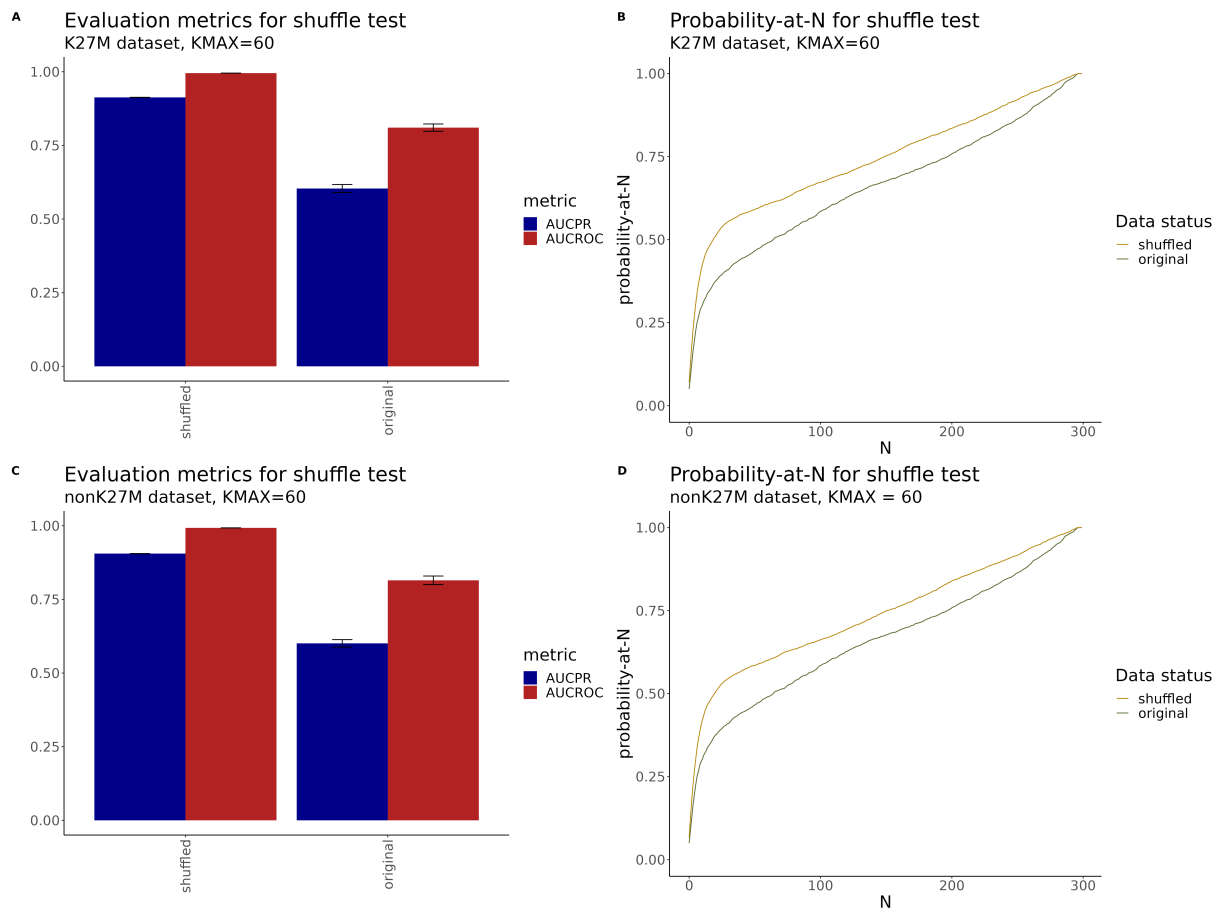 A
Evaluation metrics for shuffle test
K27M dataset, KMAX=60
1.00
0.75
0.50
0.25
0.00
shuffled
original
metric
AUCPR
AUCROC
B
Probability-at-N for shuffle test
K27M dataset, KMAX=60
probability-at-N
1.00
0.75
0.50
0.25
0.00
0 100 200 300
N
Data status
shuffled
original
C
Evaluation metrics for shuffle test
nonK27M dataset, KMAX=60
1.00
0.75
0.50
0.25
0.00
shuffled
original
metric
AUCPR
AUCROC
D
Probability-at-N for shuffle test
nonK27M dataset, KMAX = 60
probability-at-N
1.00
0.75
0.50
0.25
0.00
0 100 200 300
N
Data status
shuffled
original